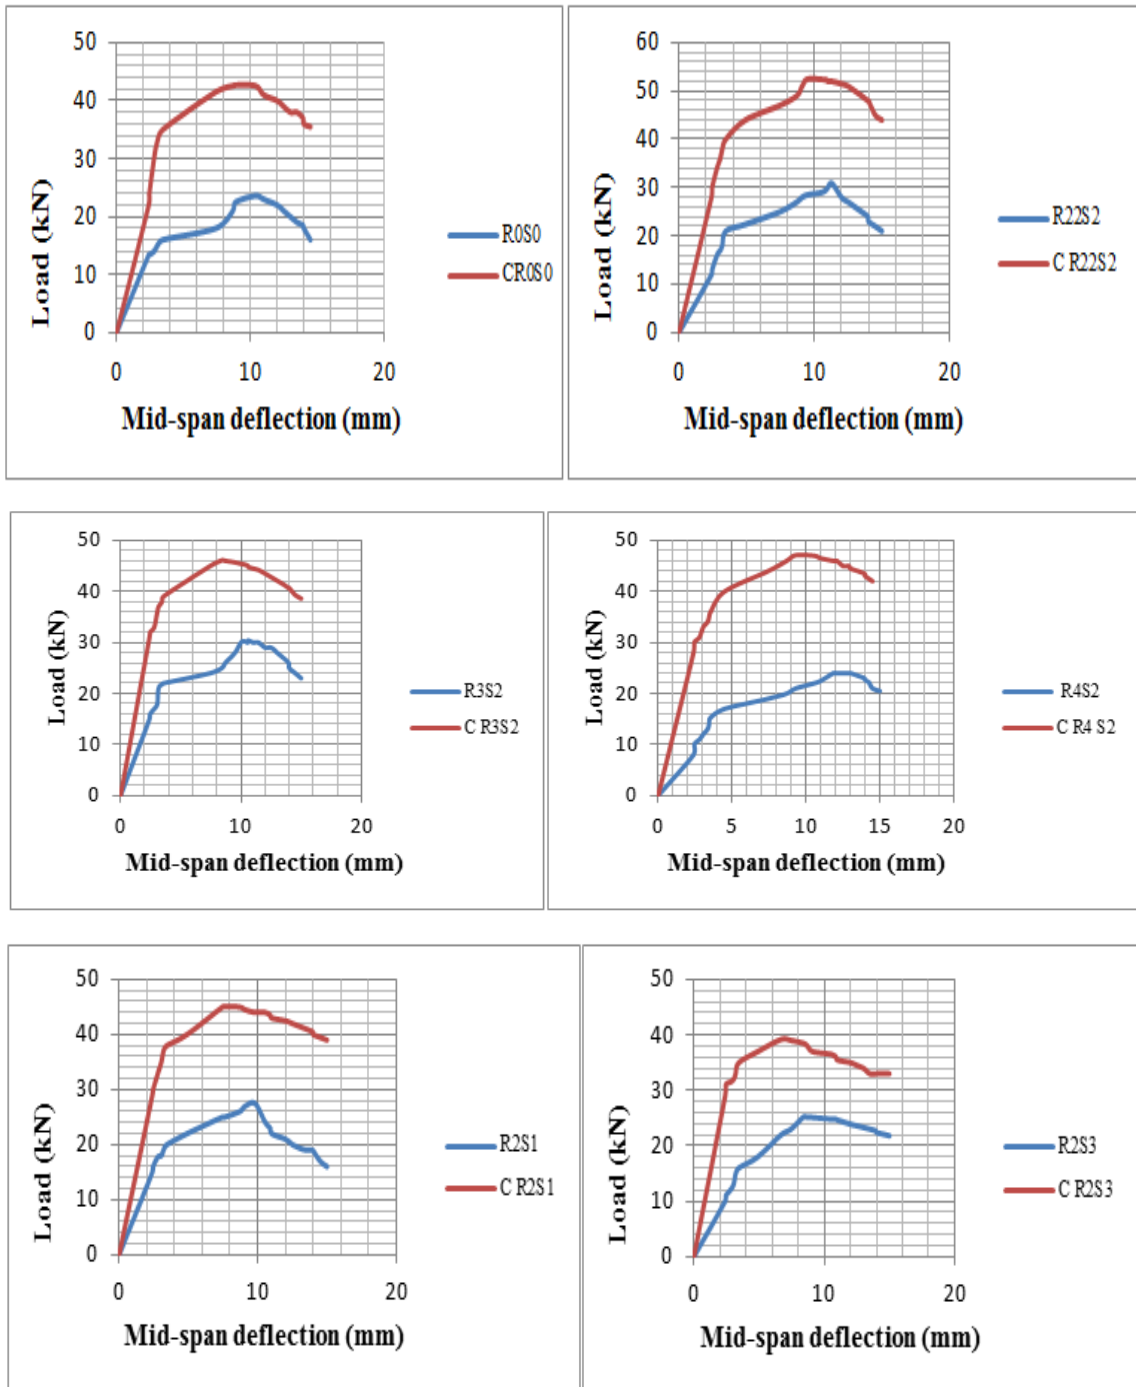 50
40
30
20
10
0
0 10 20
Load (kN)
Mid-span deflection (mm)
R0S0
CR0S0
60
50
40
30
20
10
0
0 10 20
Load (kN)
Mid-span deflection (mm)
R22S2
C R22S2
50
40
30
20
10
0
0 10 20
Load (kN)
Mid-span deflection (mm)
R3S2
C R3S2
50
40
30
20
10
0
0 5 10 15 20
Load (kN)
Mid-span deflection (mm)
R4S2
C R4 S2
50
40
30
20
10
0
0 10 20
Load (kN)
Mid-span deflection (mm)
R2S1
C R2S1
50
40
30
20
10
0
0 10 20
Load (kN)
Mid-span deflection (mm)
R2S3
C R2S3